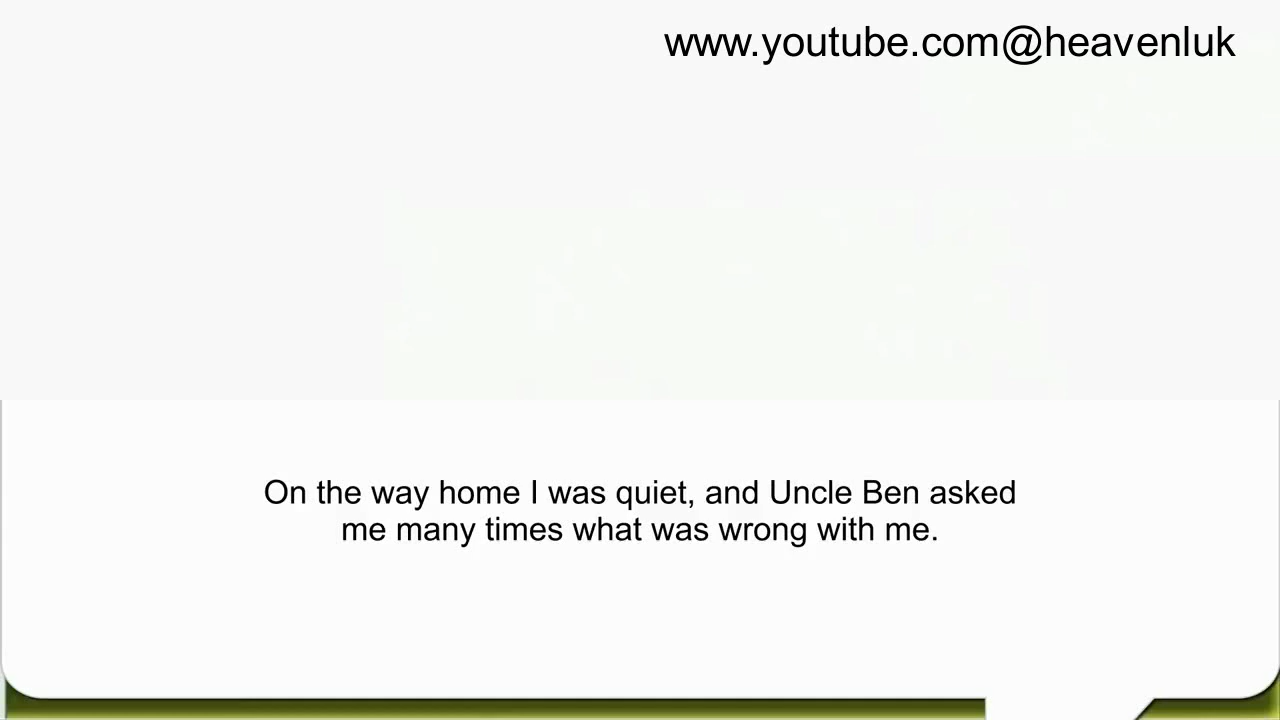 www.youtube.com@heavenluk
On the way home I was quiet, and Uncle Ben asked
me many times what was wrong with me.